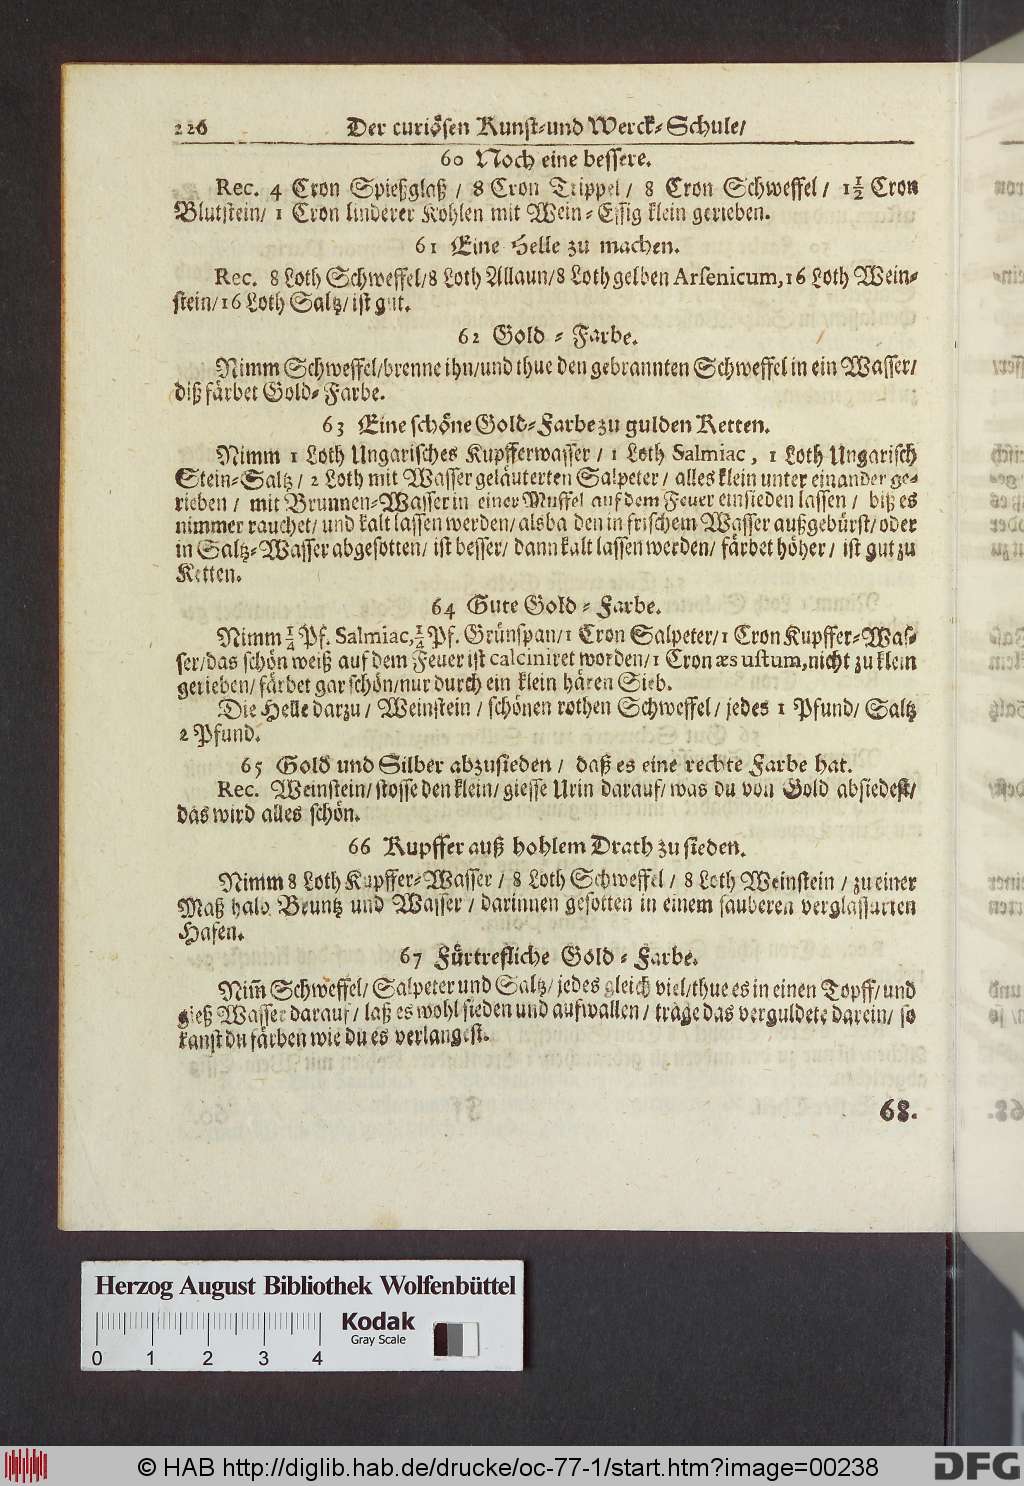 226 Der curiösen Kunst-und Werck-Schule/
60 Noch eine bessere.
Rec. 4 Cron Spießglaß / 8 Cron Trippel / 8 Cron Schweffel / 1½ Cron
Blutstein/ 1 Cron linderer Kohlen mit Wein-Essig klein gerieben.
61 Eine Helle zu machen.
Rec. 8 Loth Schweffel/8 Loth Allaun/8 Loth gelben Arsenicum, 16 Loth Wein-
stein/16 Loth Saltz/ist gut.
62 Gold-Farbe.
Nimm Schweffel/brenne ihn/und thue den gebrannten Schweffel in ein Wasser/
diß färbet Gold-Farbe.
63 Eine schöne Gold-Farbe zu gulden Ketten.
Nimm 1 Loth Ungarisches Kupfferwasser / 1 Loth Salmiac, 1 Loth Ungarisch
Stein-Saltz / 2 Loth mit Wasser geläuterten Salpeter / alles klein unter einander ge-
rieben / mit Brunnen-Wasser in einer Muffel auf dem Feuer einsieden lassen / biß es
nimmer rauchet/ und kalt lassen werden/ alsba den in frischem Wasser außgebürst/ oder
in Saltz-Wasser abgesotten/ ist besser/ dann kalt lassen werden/ färbet höher / ist gut zu
Ketten.
64 Gute Gold-Farbe.
Nimm ¼ Pf. Salmiac, ¼ Pf. Grünspan/1 Cron Salpeter/1 Cron Kupffer-Was-
ser/das schön weiß auf dem Feuer ist calciniret worden/1 Cron æs ustum, nicht zu klein
gerieben/ färbet gar schön/nur durch ein klein hären Sieb.
Die Helle darzu / Weinstein / schönen rothen Schweffel / jedes 1 Pfund/ Saltz
2 Pfund.
65 Gold und Silber abzusieden / daß es eine rechte Farbe hat.
Rec. Weinstein/stosse den klein/ giesse Urin darauf/ was du von Gold absiedest/
das wird alles schön.
66 Kupffer auß hohlem Drath zu sieden.
Nimm 8 Loth Kupffer-Wasser / 8 Loth Schweffel / 8 Loth Weinstein / zu einer
Maß halb Bruntz und Wasser / darinnen gesotten in einem sauberen verglassurten
Hafen.
67 Fürtrefliche Gold-Farbe.
Nim̃ Schweffel/ Salpeter und Saltz/ jedes gleich viel/thue es in einen Topff/ und
gieß Wasser darauf / laß es wohl sieden und aufwallen / trage das verguldete darein/ so
kanst du färben wie du es verlangest.
68.
Herzog August Bibliothek Wolfenbüttel
Kodak
Gray Scale
0 1 2 3 4
© HAB http://diglib.hab.de/drucke/oc-77-1/start.htm?image=00238
DFG